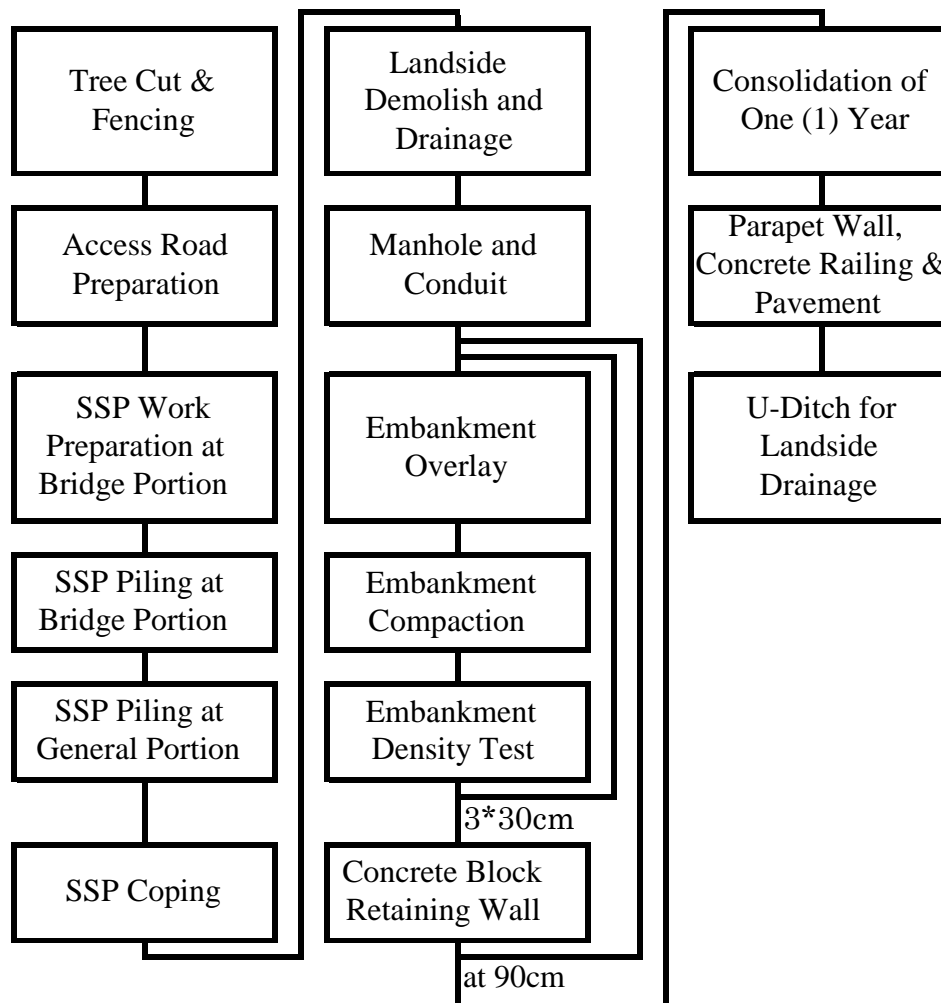 Tree Cut &
Fencing
Access Road
Preparation
SSP Work
Preparation at
Bridge Portion
SSP Piling at
Bridge Portion
SSP Piling at
General Portion
SSP Coping
Landside
Demolish and
Drainage
Manhole and
Conduit
Embankment
Overlay
Embankment
Compaction
Embankment
Density Test
3*30cm
Concrete Block
Retaining Wall
at 90cm
Consolidation of
One (1) Year
Parapet Wall,
Concrete Railing &
Pavement
U-Ditch for
Landside
Drainage